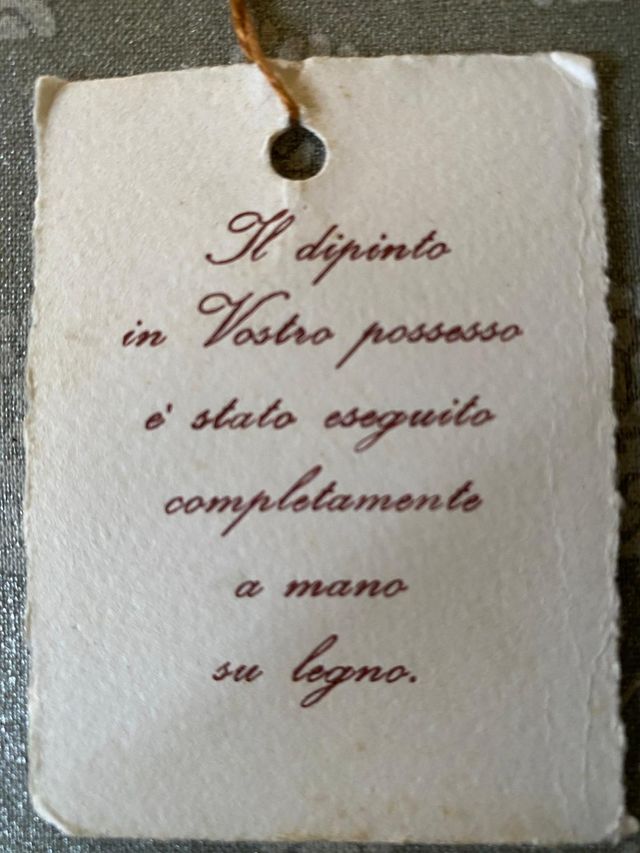 Il dipinto
in Vostro possesso
e' stato eseguito
completamente
a mano
su legno.